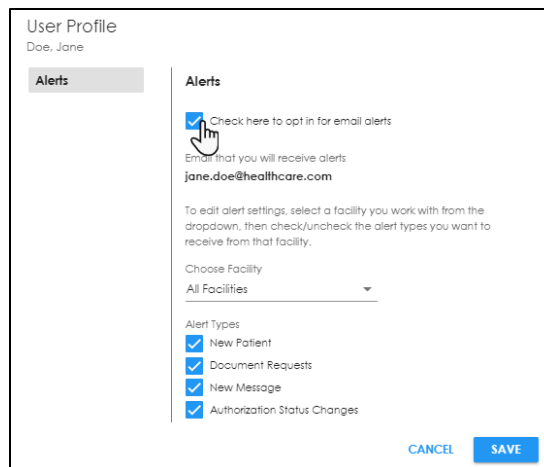 User Profile
Doe, Jane
Alerts
Alerts
Check here to opt in for email alerts
Email that you will receive alerts
jane.doe@healthcare.com
To edit alert settings, select a facility you work with from the
dropdown, then check/uncheck the alert types you want to
receive from that facility.
Choose Facility
All Facilities
Alert Types
New Patient
Document Requests
New Message
Authorization Status Changes
CANCEL
SAVE